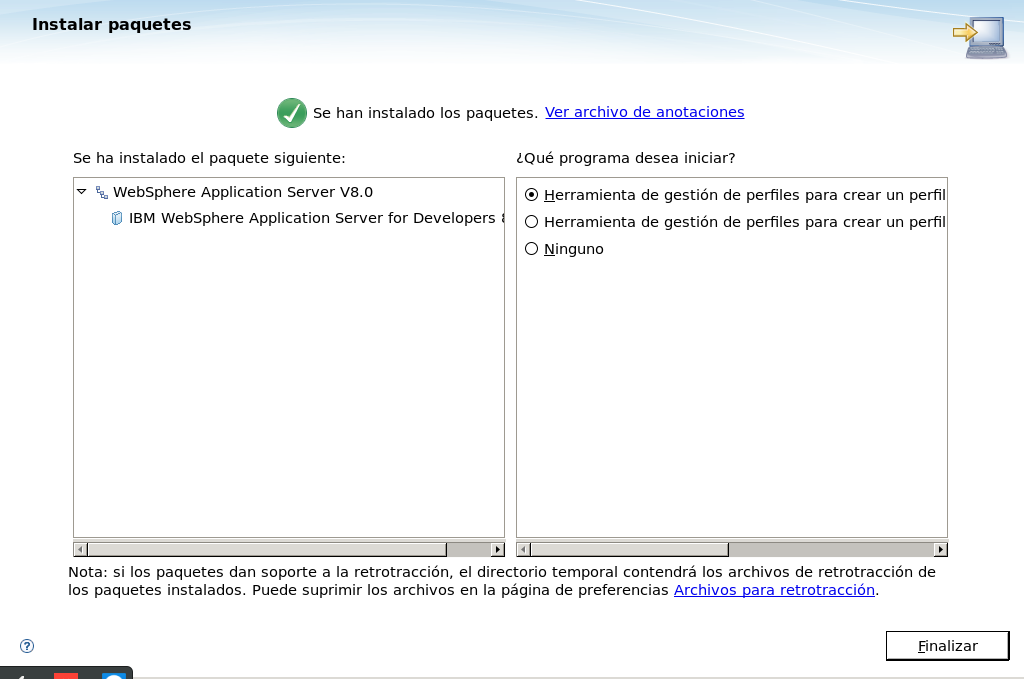 Instalar paquetes
Se han instalado los paquetes. Ver archivo de anotaciones
Se ha instalado el paquete siguiente:
¿Qué programa desea iniciar?
WebSphere Application Server V8.0
IBM WebSphere Application Server for Developers
Herramienta de gestión de perfiles para crear un perfil
Herramienta de gestión de perfiles para crear un perfil
Ninguno
Nota: si los paquetes dan soporte a la retrotracción, el directorio temporal contendrá los archivos de retrotracción de
los paquetes instalados. Puede suprimir los archivos en la página de preferencias Archivos para retrotracción.
Finalizar